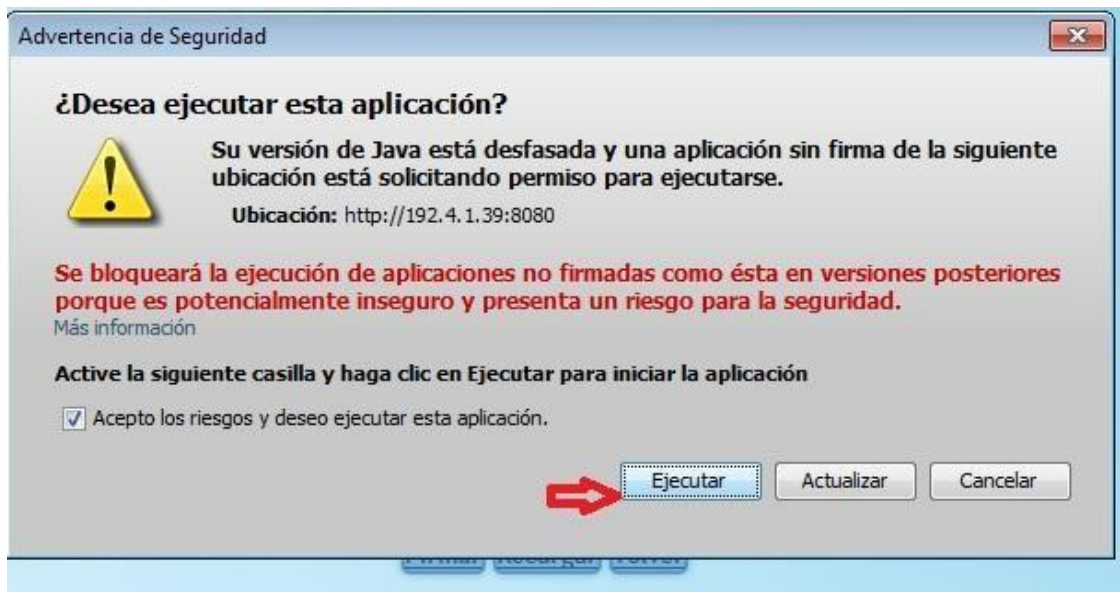 Advertencia de Seguridad
¿Desea ejecutar esta aplicación?
Su versión de Java está desfasada y una aplicación sin firma de la siguiente
ubicación está solicitando permiso para ejecutarse.
Ubicación: http://192.4.1.39:8080
Se bloqueará la ejecución de aplicaciones no firmadas como ésta en versiones posteriores
porque es potencialmente inseguro y presenta un riesgo para la seguridad.
Más información
Active la siguiente casilla y haga clic en Ejecutar para iniciar la aplicación
Acepto los riesgos y deseo ejecutar esta aplicación.
Ejecutar Actualizar Cancelar